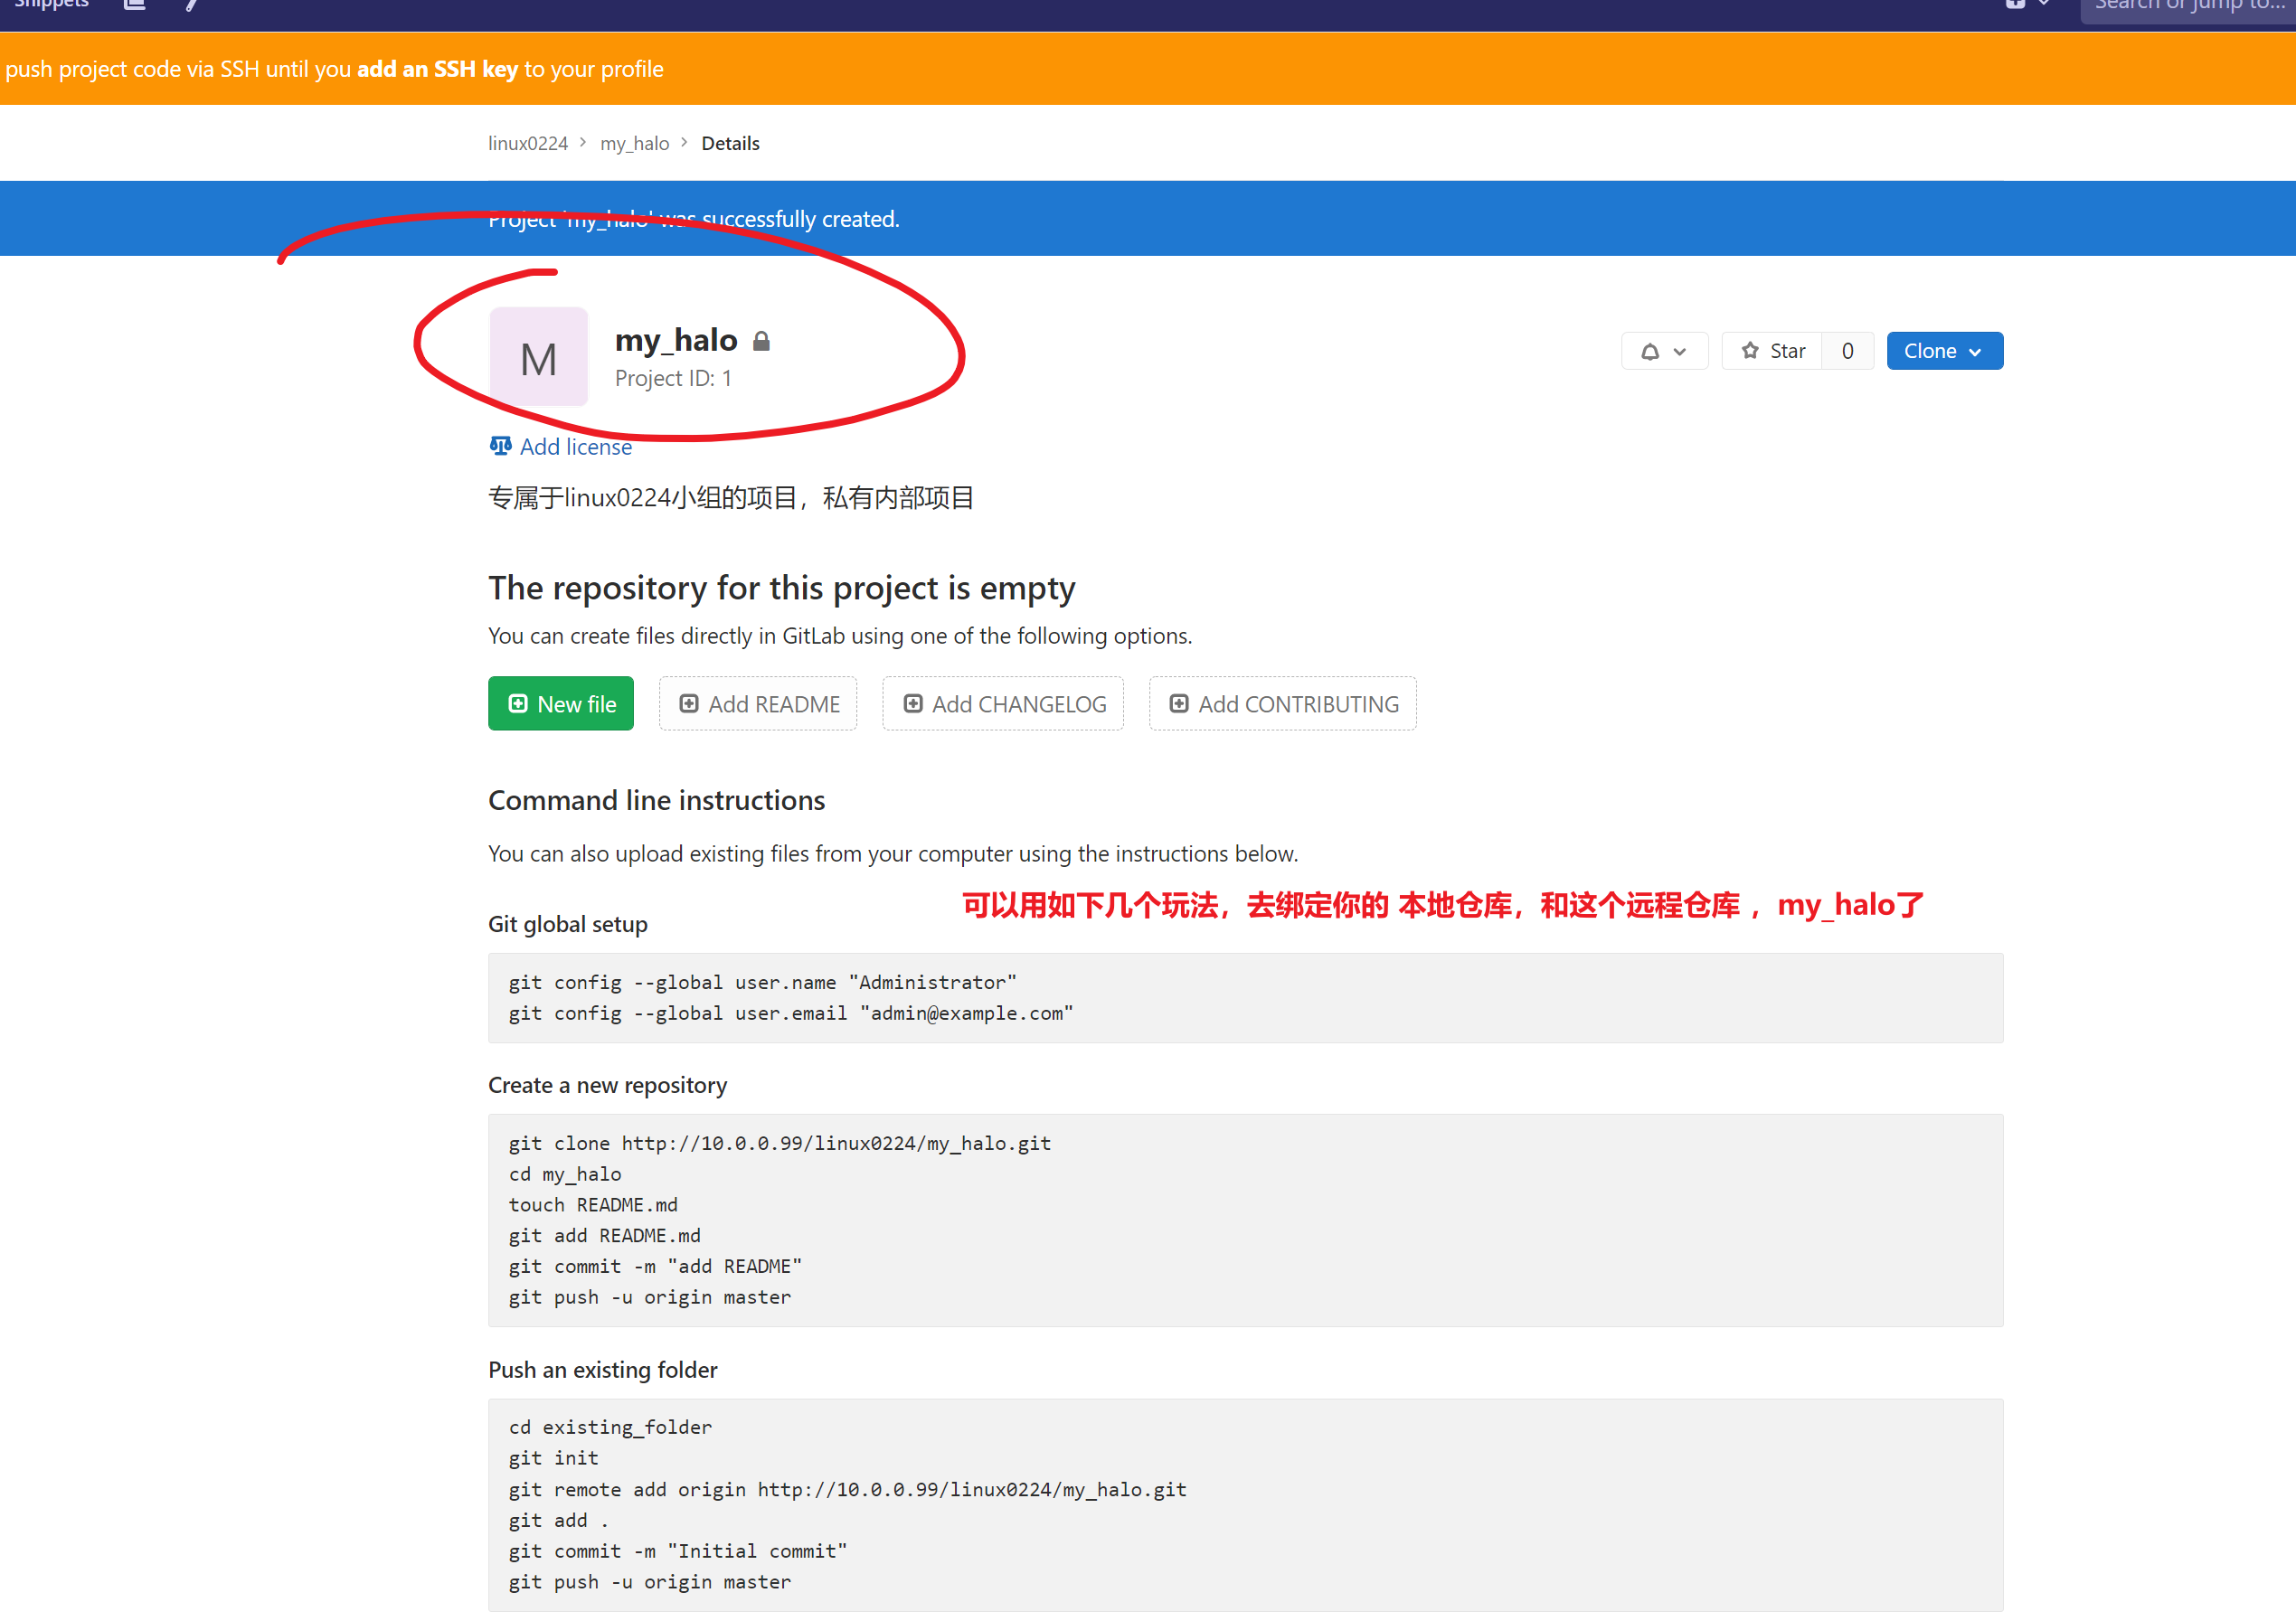 Snippets
Search or jump to...
push project code via SSH until you add an SSH key to your profile
linux0224 > my_halo > Details
Project 'my_halo' was successfully created.
M
my_halo
Project ID: 1
Star 0 Clone
Add license
专属于linux0224小组的项目，私有内部项目
The repository for this project is empty
You can create files directly in GitLab using one of the following options.
New file Add README Add CHANGELOG Add CONTRIBUTING
Command line instructions
You can also upload existing files from your computer using the instructions below.
可以用如下几个玩法，去绑定你的 本地仓库，和这个远程仓库 ，my_halo了
Git global setup
git config --global user.name "Administrator"
git config --global user.email "admin@example.com"
Create a new repository
git clone http://10.0.0.99/linux0224/my_halo.git
cd my_halo
touch README.md
git add README.md
git commit -m "add README"
git push -u origin master
Push an existing folder
cd existing_folder
git init
git remote add origin http://10.0.0.99/linux0224/my_halo.git
git add .
git commit -m "Initial commit"
git push -u origin master